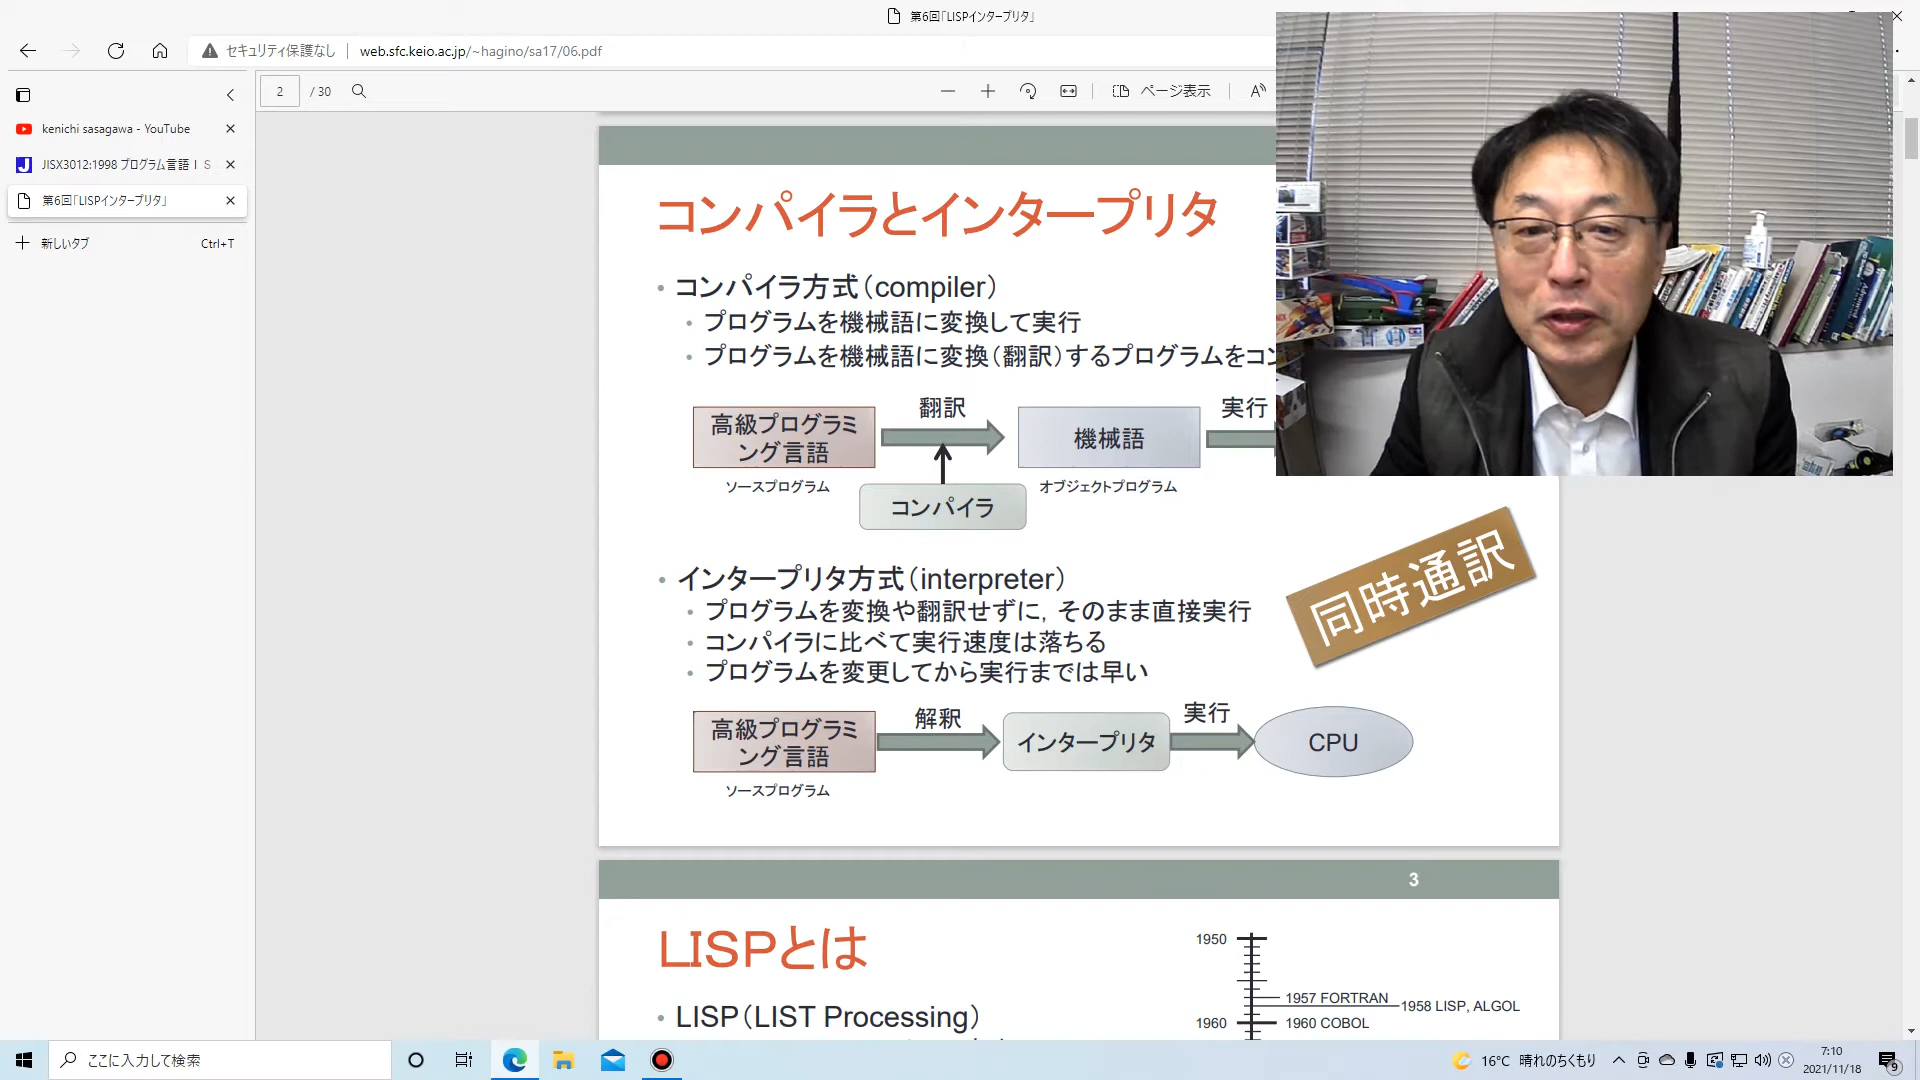 第6回「LISPインタープリタ」
セキュリティ保護なし
web.sfc.keio.ac.jp/~hagino/sa17/06.pdf
2 / 30
ページ表示
kenichi sasagawa - YouTube
JISX3012:1998 プログラム言語 I S
第6回「LISPインタープリタ」
新しいタブ Ctrl+T
コンパイラとインタープリタ
• コンパイラ方式（compiler）
• プログラムを機械語に変換して実行
• プログラムを機械語に変換（翻訳）するプログラムをコン
翻訳
実行
高級プログラミ
ング言語
機械語
ソースプログラム
オブジェクトプログラム
コンパイラ
同時通訳
• インタープリタ方式（interpreter）
• プログラムを変換や翻訳せずに，そのまま直接実行
• コンパイラに比べて実行速度は落ちる
• プログラムを変更してから実行までは早い
解釈
実行
高級プログラミ
ング言語
インタープリタ
CPU
ソースプログラム
3
LISPとは
• LISP（LIST Processing）
1950
1957 FORTRAN
1958 LISP, ALGOL
1960
1960 COBOL
ここに入力して検索
16°C 晴れのちくもり
7:10
2021/11/18
9